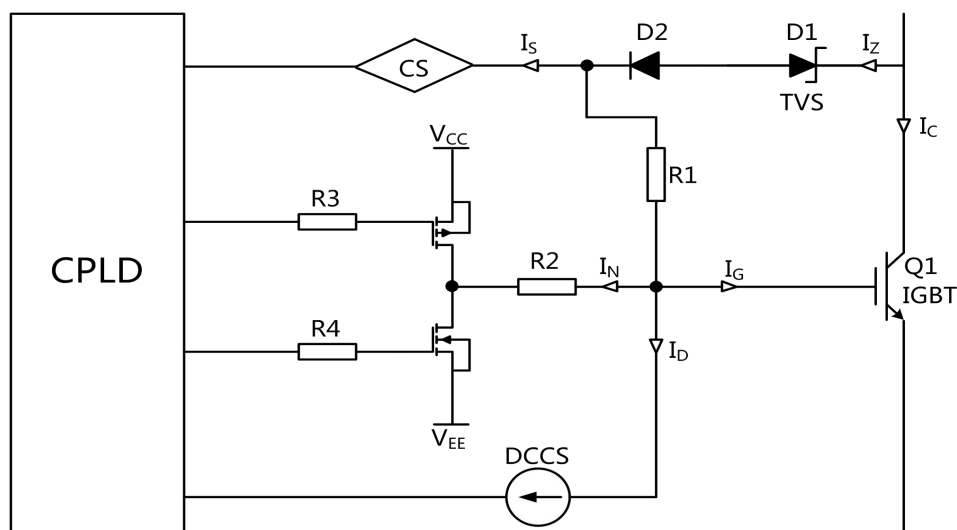 I_S
D2
D1
I_Z
CS
TVS
V_CC
I_C
R1
R3
CPLD
R2
I_N
I_G
Q1
IGBT
R4
I_D
V_EE
DCCS